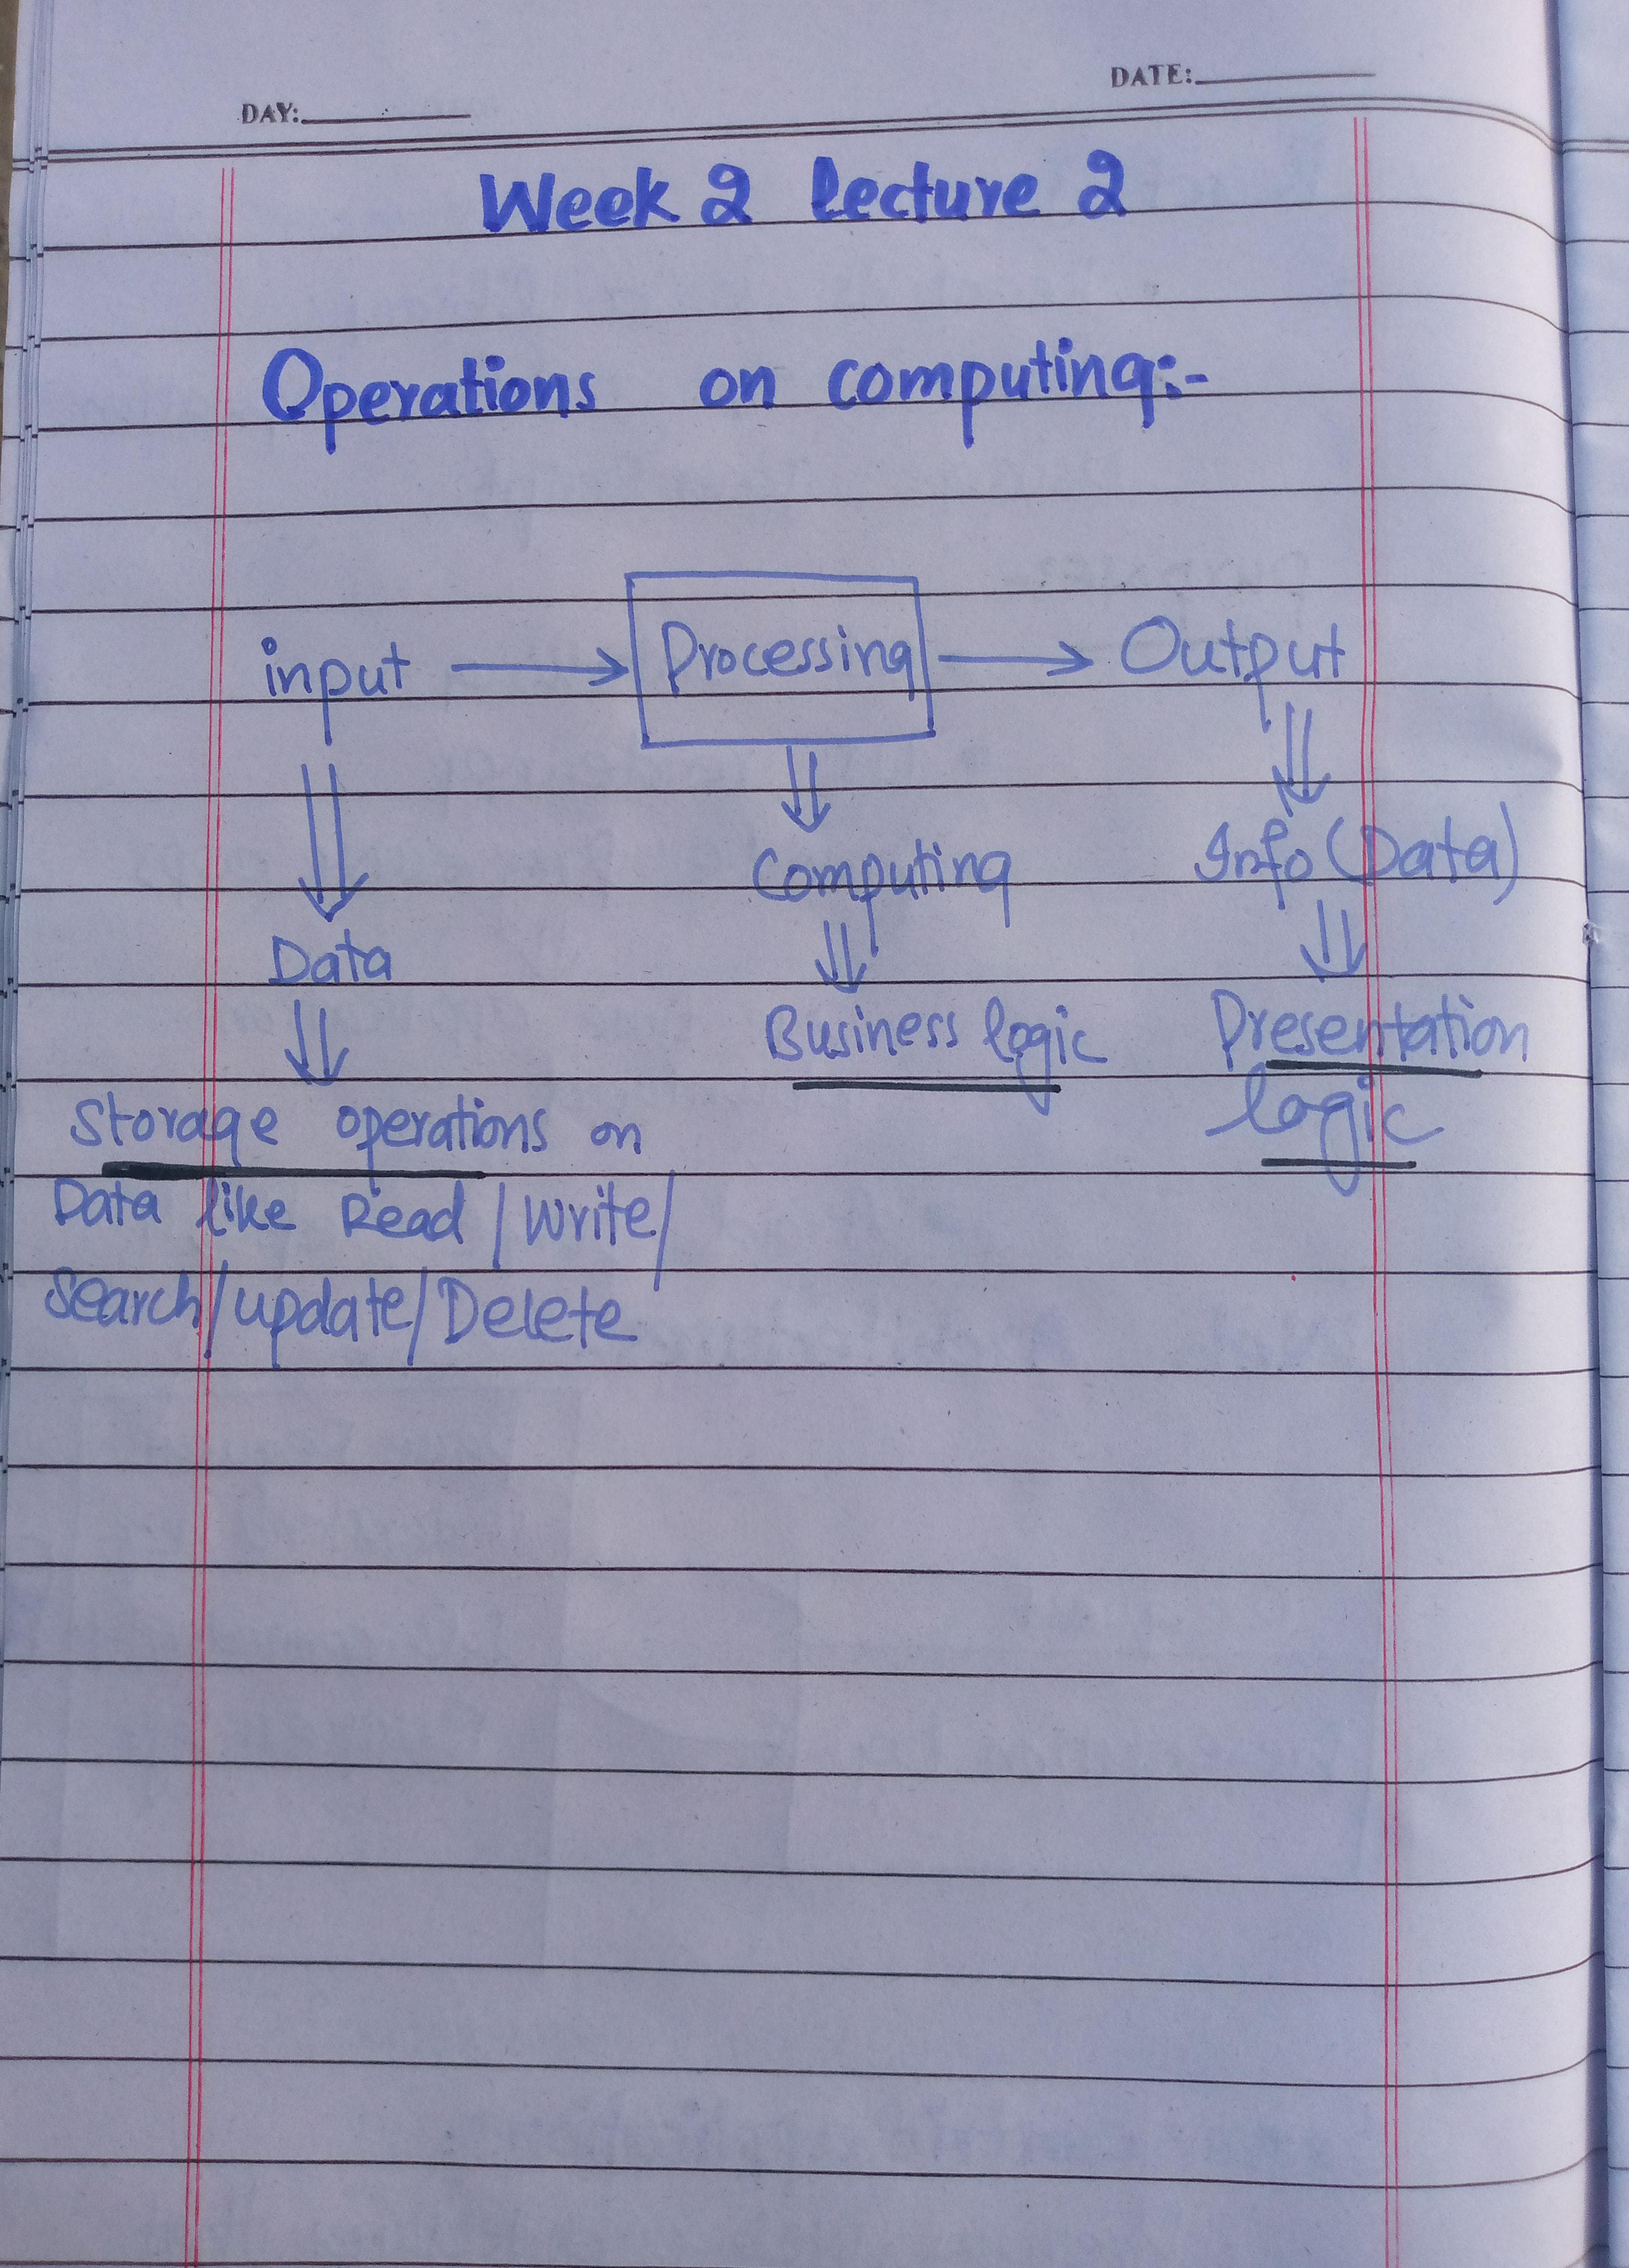 DAY:
DATE:
Week 2 lecture 2
Operations on computing:-
input → Processing → Output
Computing
Info (Data)
Data
Business logic
Presentation
logic
Storage operations on
Data like Read / Write /
Search / update / Delete